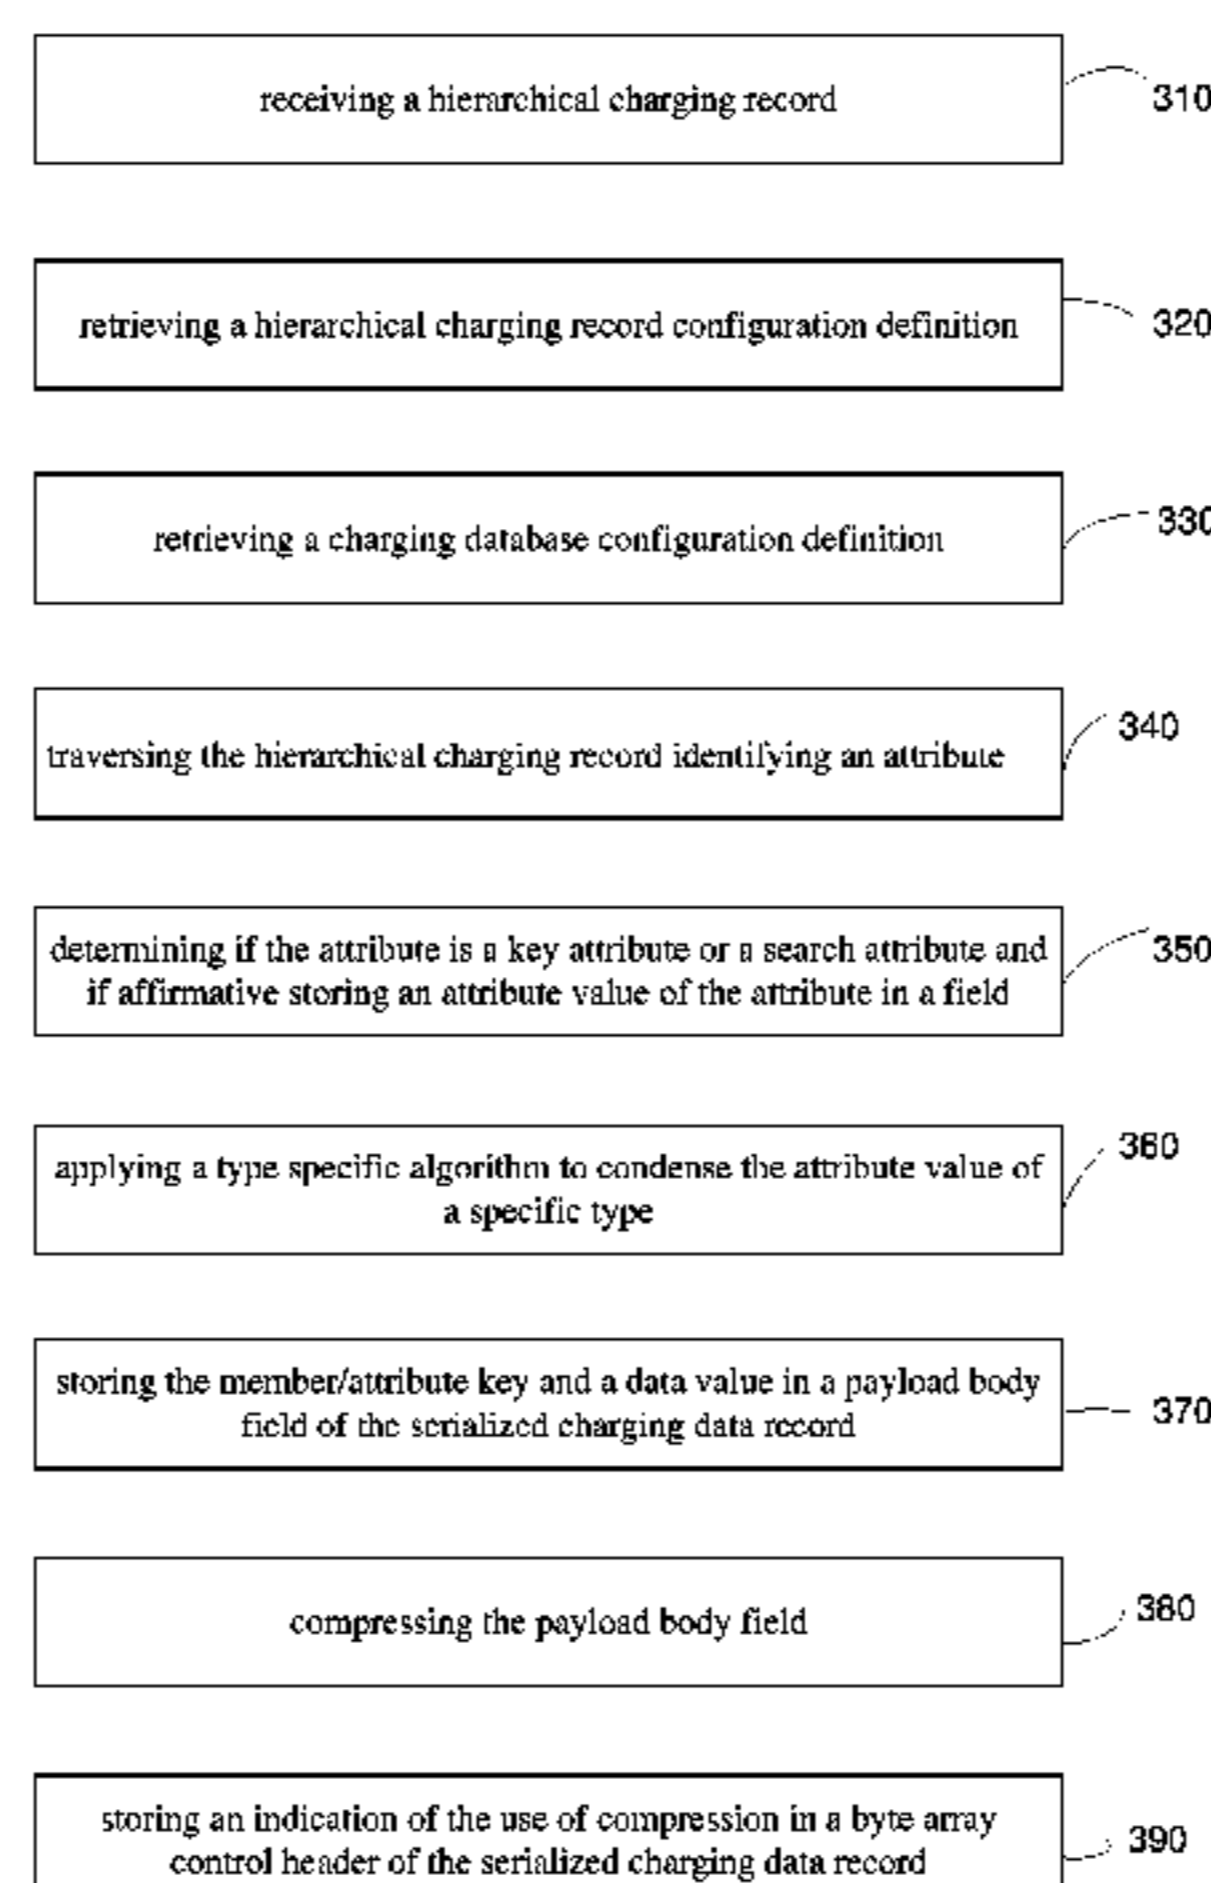 receiving a hierarchical charging record
310
retrieving a hierarchical charging record configuration definition
320
retrieving a charging database configuration definition
330
traversing the hierarchical charging record identifying an attribute
340
determining if the attribute is a key attribute or a search attribute and
if affirmative storing an attribute value of the attribute in a field
350
applying a type specific algorithm to condense the attribute value of
a specific type
360
storing the member/attribute key and a data value in a payload body
field of the serialized charging data record
370
compressing the payload body field
380
storing an indication of the use of compression in a byte array
control header of the serialized charging data record
390